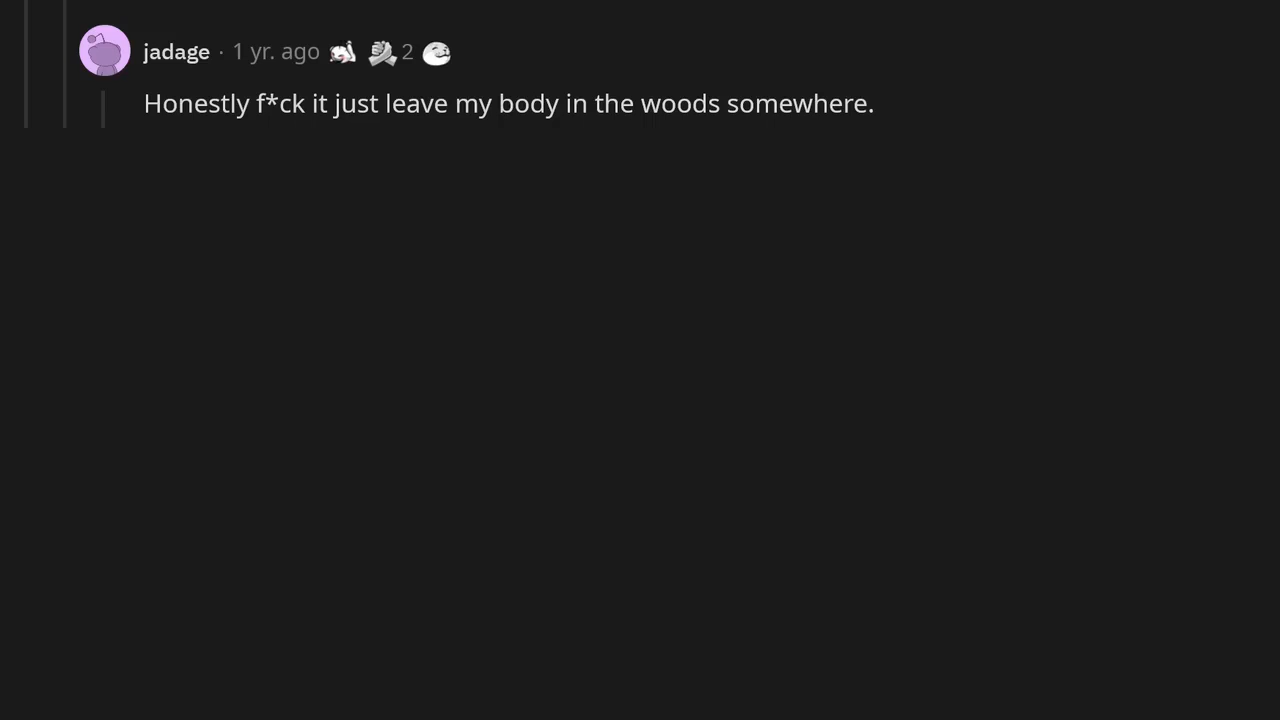 jadage · 1 yr. ago 2
Honestly f*ck it just leave my body in the woods somewhere.